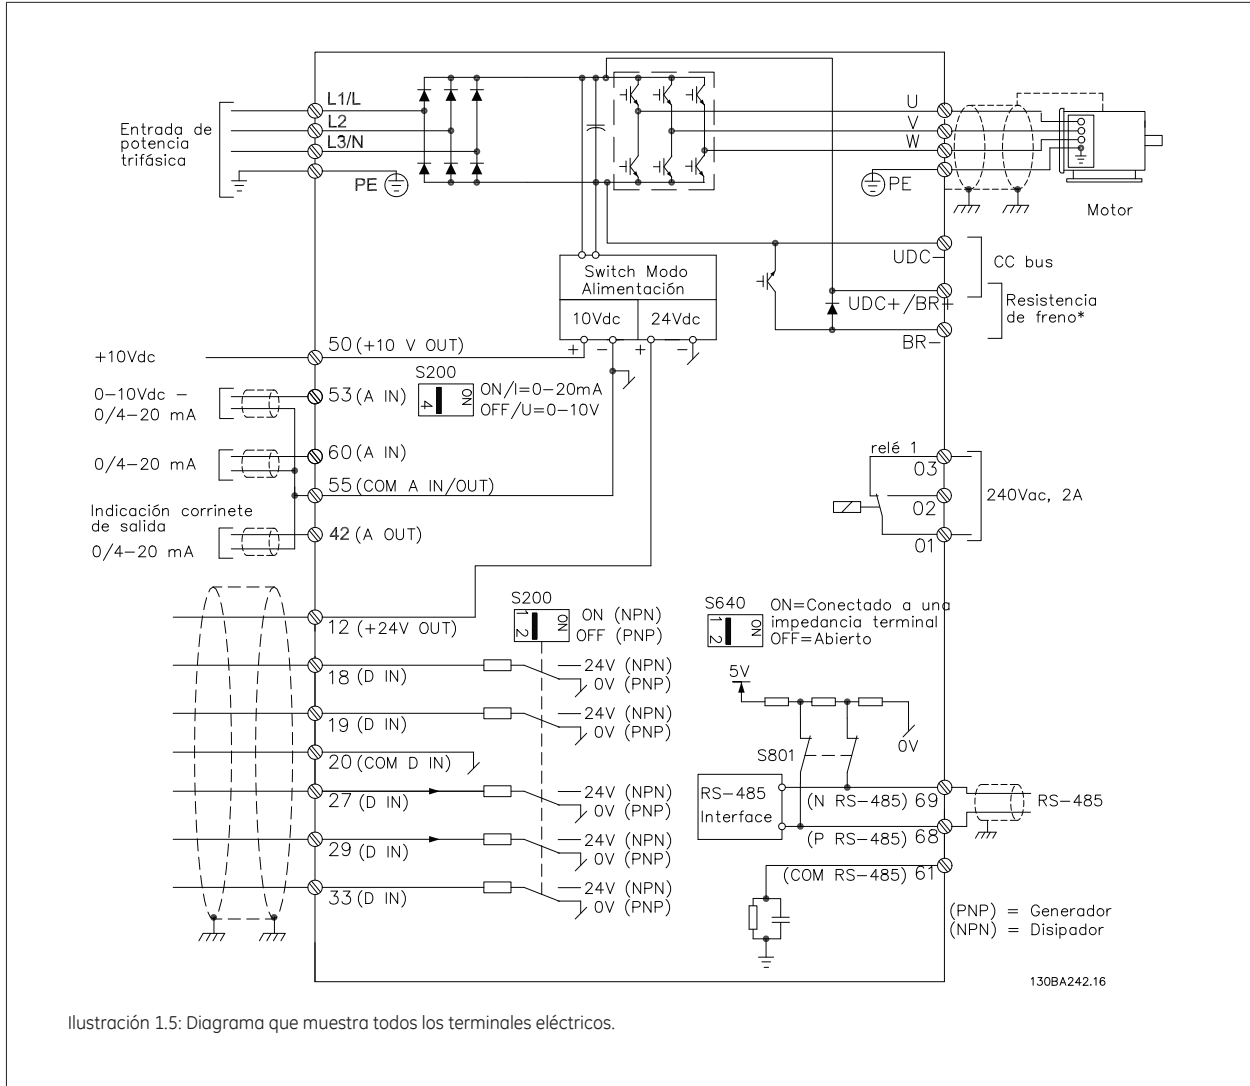 L1/L
L2
L3/N
PE
Entrada de
potencia
trifásica
U
V
W
PE
Motor
UDC-
CC bus
UDC+/BR+
Resistencia
de freno*
BR-
Switch Modo
Alimentación
10Vdc
24Vdc
+ - + -
+10Vdc
50 (+10 V OUT)
S200
ON
4
ON/I=0-20mA
OFF/U=0-10V
0-10Vdc -
0/4-20 mA
53 (A IN)
0/4-20 mA
60 (A IN)
55 (COM A IN/OUT)
Indicación corrinete
de salida
0/4-20 mA
42 (A OUT)
relé 1
03
02
01
240Vac, 2A
12 (+24V OUT)
S200
ON
1 2
ON (NPN)
OFF (PNP)
S640
ON
1 2
ON=Conectado a una
impedancia terminal
OFF=Abierto
18 (D IN)
24V (NPN)
0V (PNP)
19 (D IN)
24V (NPN)
0V (PNP)
20 (COM D IN)
27 (D IN)
24V (NPN)
0V (PNP)
29 (D IN)
24V (NPN)
0V (PNP)
33 (D IN)
24V (NPN)
0V (PNP)
5V
0V
S801
RS-485
Interface
(N RS-485) 69
(P RS-485) 68
(COM RS-485) 61
RS-485
(PNP) = Generador
(NPN) = Disipador
130BA242.16
Ilustración 1.5: Diagrama que muestra todos los terminales eléctricos.